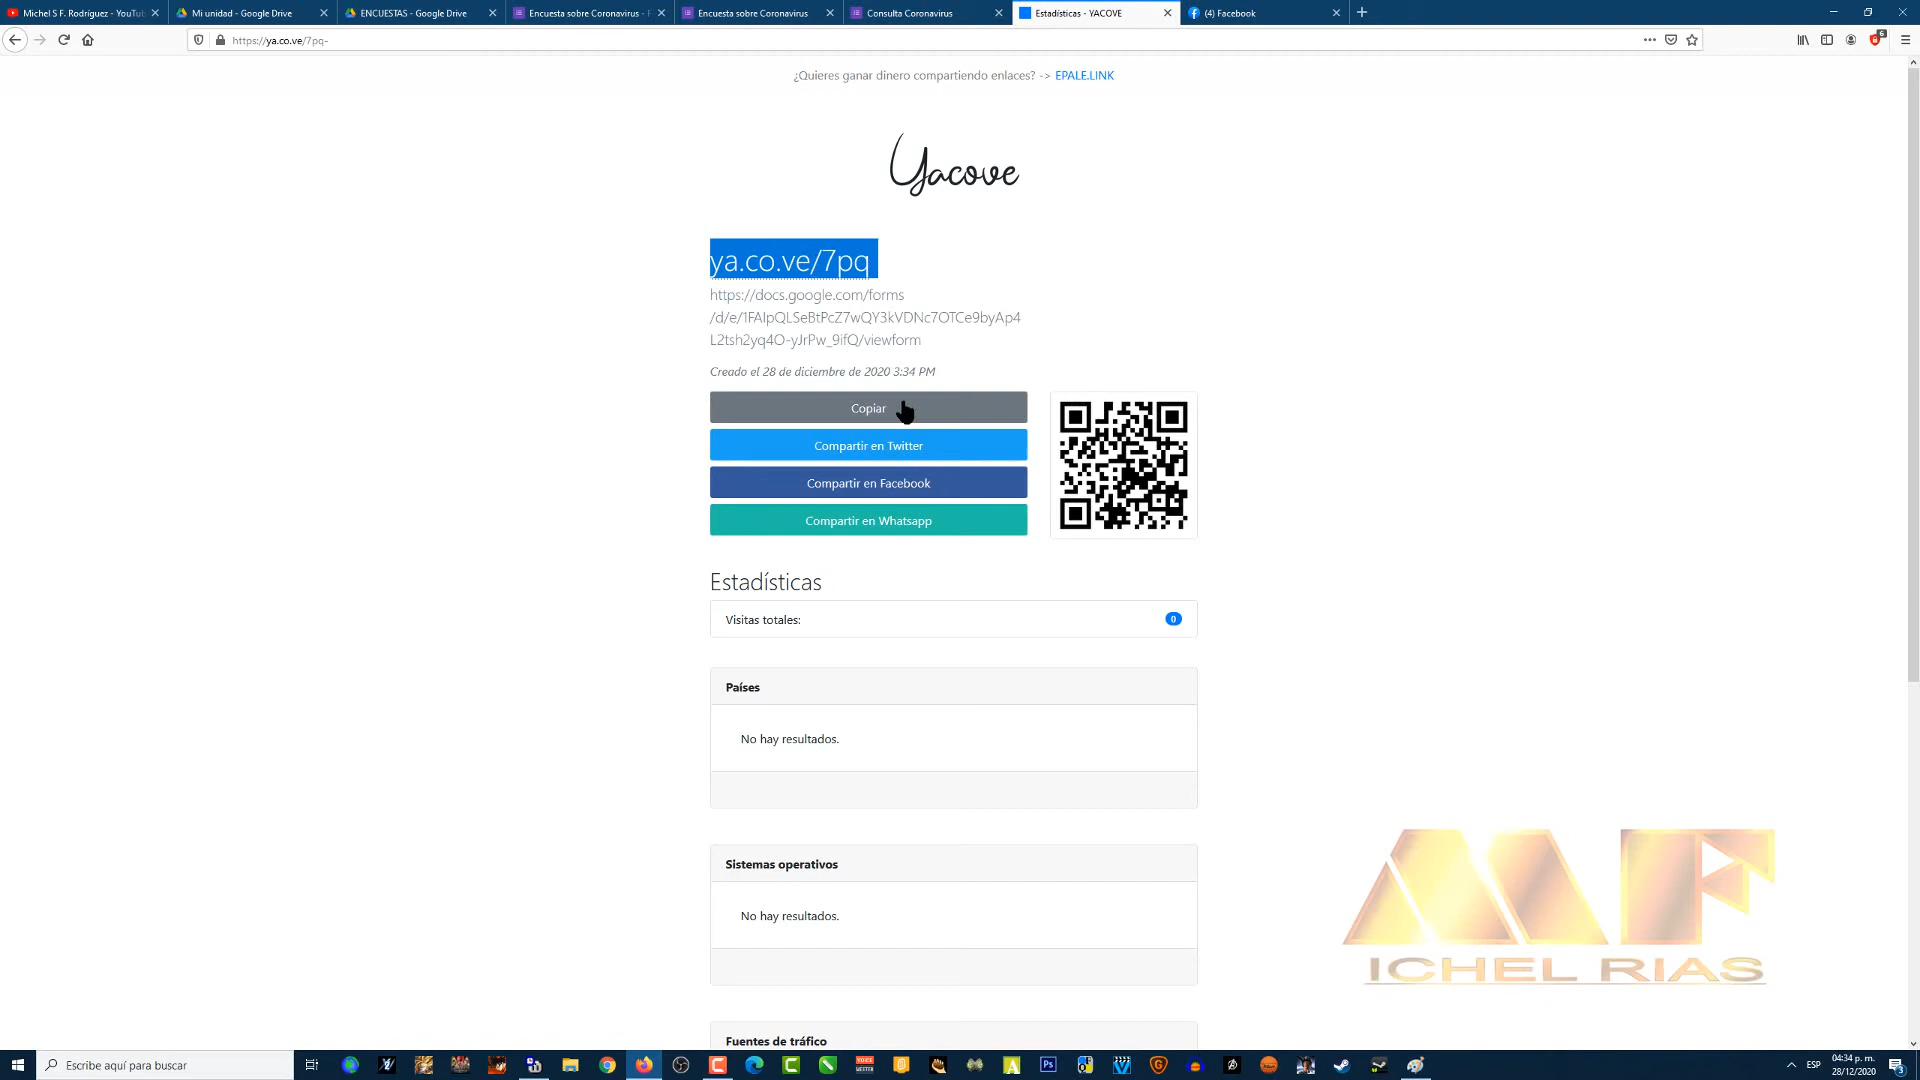 Michel S F. Rodríguez - YouTu
Mi unidad - Google Drive
ENCUESTAS - Google Drive
Encuesta sobre Coronavirus - F
Encuesta sobre Coronavirus
Consulta Coronavirus
Estadísticas - YACOVE
(4) Facebook
https://ya.co.ve/7pq-
¿Quieres ganar dinero compartiendo enlaces? -> EPALE.LINK
Yacove
ya.co.ve/7pq
https://docs.google.com/forms
/d/e/1FAIpQLSeBtPcZ7wQY3kVDNc7OTCe9byAp4
L2tsh2yq4O-yJrPw_9ifQ/viewform
Creado el 28 de diciembre de 2020 3:34 PM
Copiar
Compartir en Twitter
Compartir en Facebook
Compartir en Whatsapp
Estadísticas
Visitas totales: 0
Países
No hay resultados.
Sistemas operativos
No hay resultados.
MF
ICHEL RIAS
Fuentes de tráfico
Escribe aquí para buscar
ESP
04:34 p. m.
28/12/2020